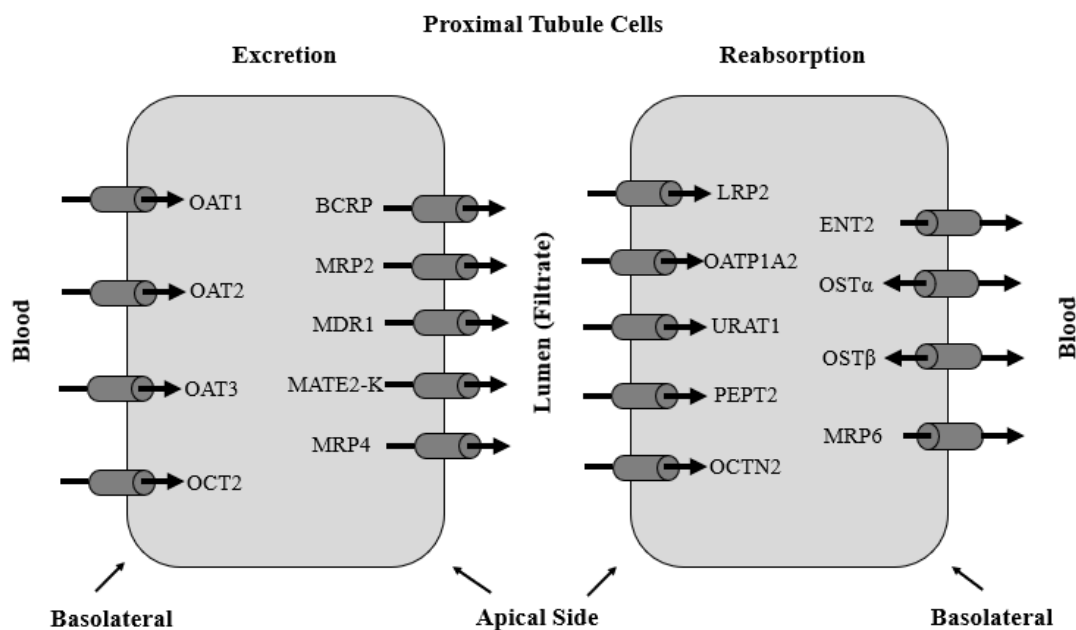 Proximal Tubule Cells
Excretion
Reabsorption
Blood
OAT1
OAT2
OAT3
OCT2
BCRP
MRP2
MDR1
MATE2-K
MRP4
Lumen (Filtrate)
LRP2
OATP1A2
URAT1
PEPT2
OCTN2
ENT2
OSTα
OSTβ
MRP6
Blood
Basolateral
Apical Side
Basolateral